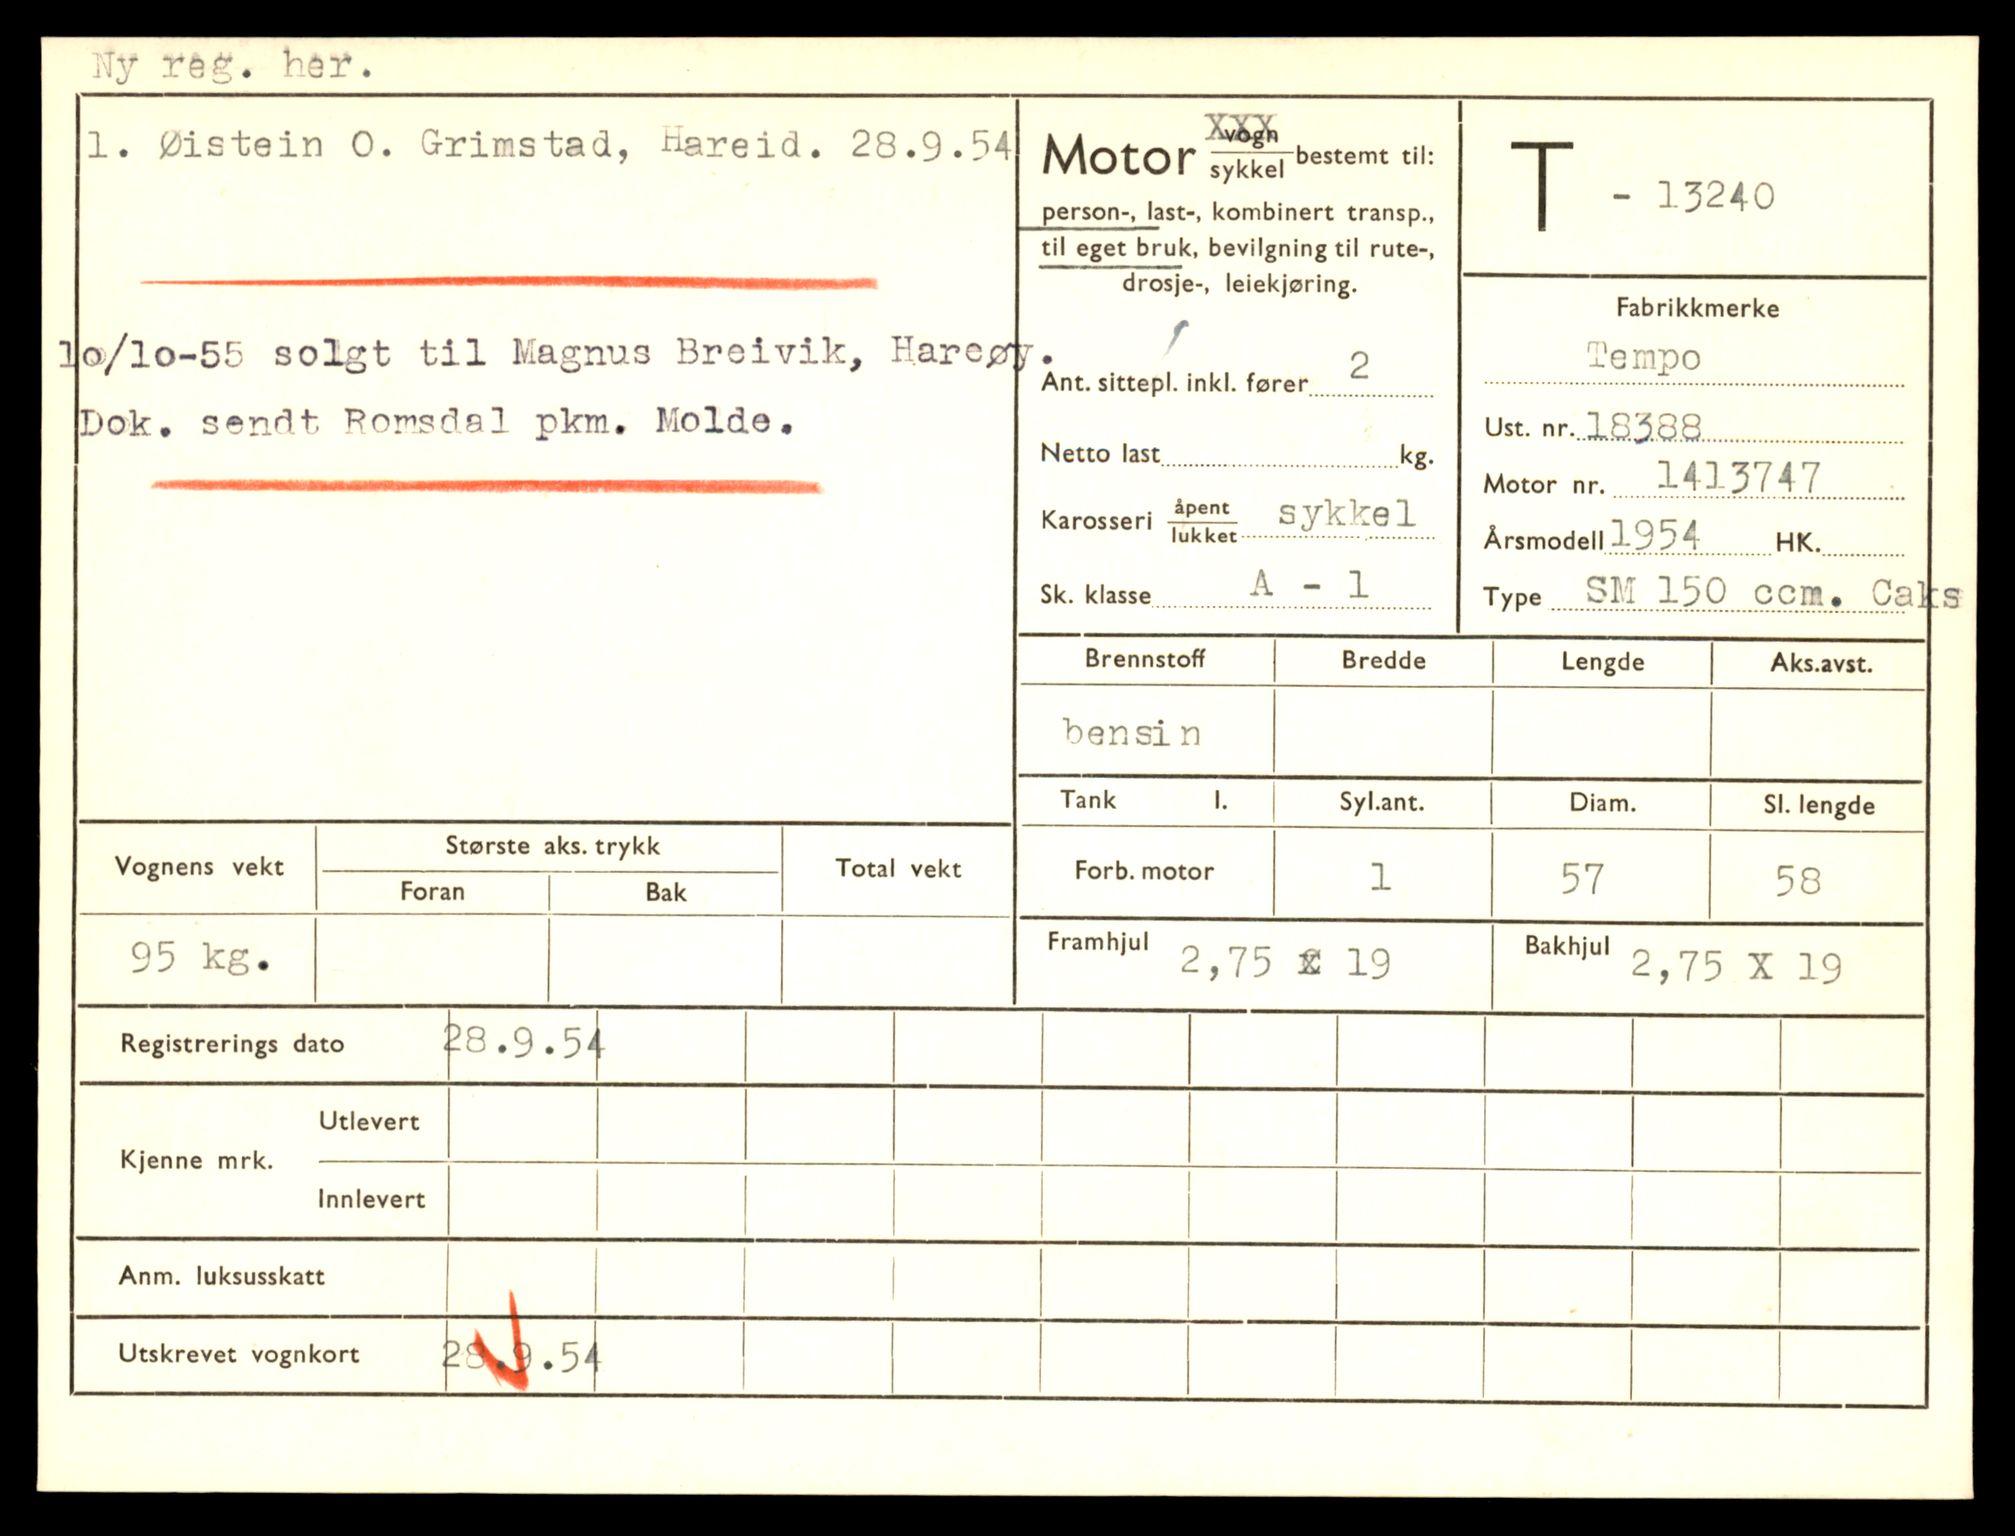 Ny reg. her.
1. Øistein O. Grimstad, Hareid. 28.9.54
10/10-55 solgt til Magnus Breivik, Harøy.
Dok. sendt Romsdal pkm. Molde.
Motor vogn/sykkel bestemt til:
person-, last-, kombinert transp.,
til eget bruk, bevilgning til rute-,
drosje-, leiekjøring.
Ant. sittepl. inkl. fører 2
Netto last kg.
Karosseri åpent/lukket sykkel
Sk. klasse A - 1
T - 13240
Fabrikkmerke
Tempo
Ust. nr. 18388
Motor nr. 1413747
Årsmodell 1954 HK.
Type SM 150 ccm. Caks
Brennstoff Bredde Lengde Aks.avst.
bensin
Tank l. Syl.ant. Diam. Sl. lengde
Forb. motor 1 57 58
Framhjul 2,75 x 19 Bakhjul 2,75 X 19
Vognens vekt Største aks. trykk Total vekt
Foran Bak
95 kg.
Registrerings dato 28.9.54
Kjenne mrk. Utlevert
Innlevert
Anm. luksusskatt
Utskrevet vognkort 28.9.54